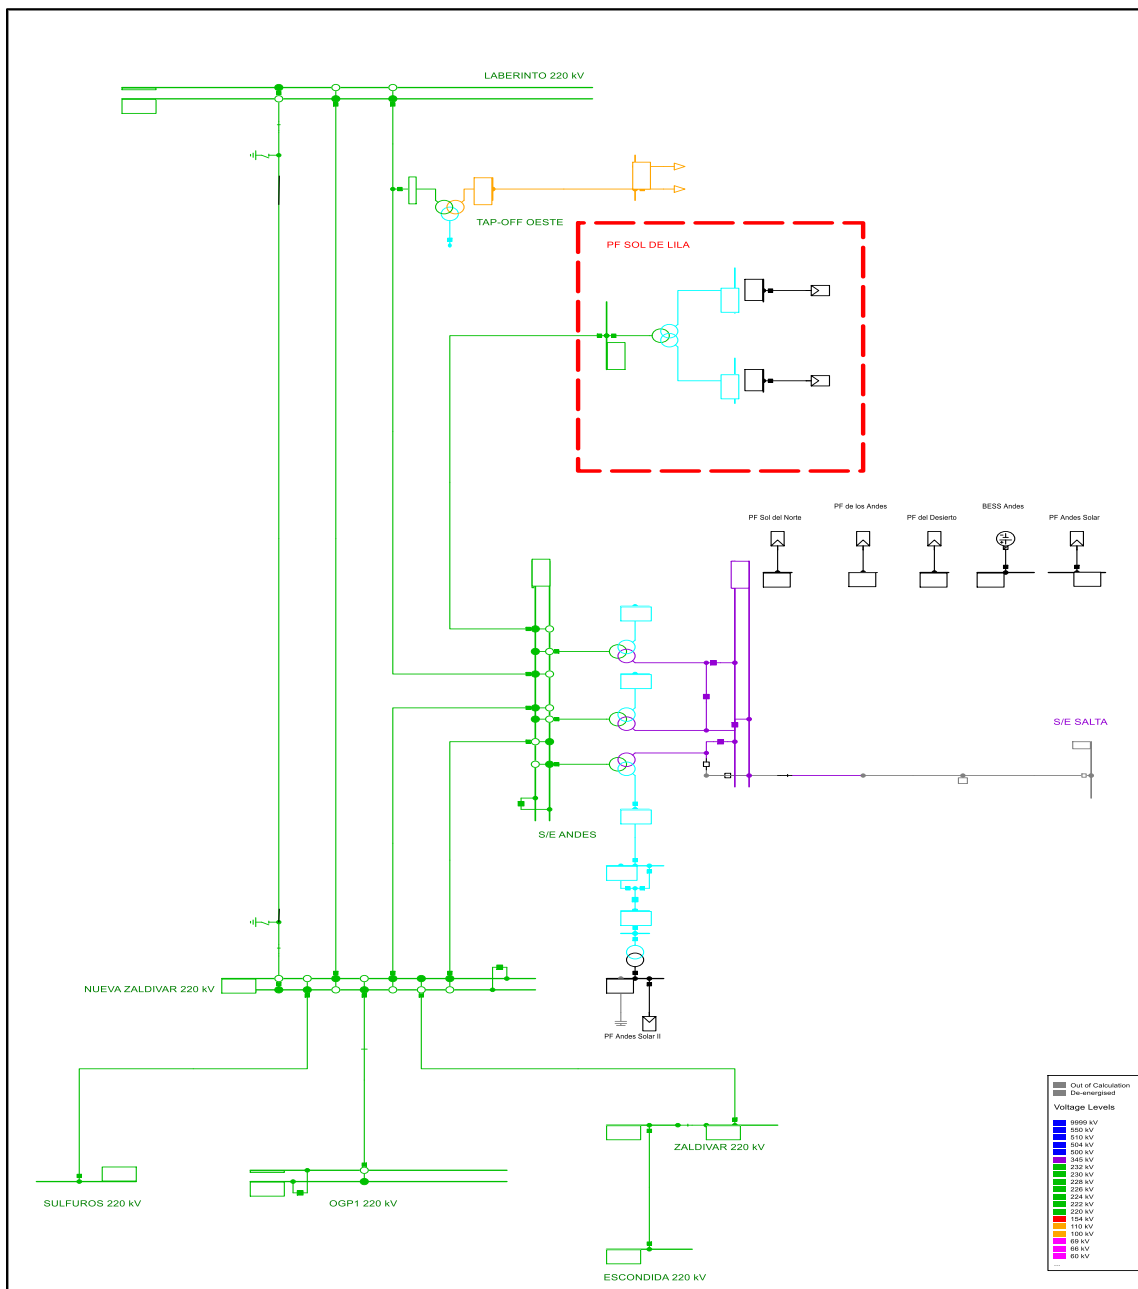 LABERINTO 220 kV
TAP-OFF OESTE
PF SOL DE LILA
PF Sol del Norte
PF de los Andes
PF del Desierto
BESS Andes
PF Andes Solar
S/E SALTA
S/E ANDES
NUEVA ZALDIVAR 220 kV
PF Andes Solar II
ZALDIVAR 220 kV
SULFUROS 220 kV
OGP1 220 kV
ESCONDIDA 220 kV
Out of Calculation
De-energised
Voltage Levels
9999 kV
550 kV
510 kV
504 kV
500 kV
345 kV
232 kV
230 kV
228 kV
226 kV
224 kV
222 kV
220 kV
154 kV
110 kV
100 kV
69 kV
66 kV
60 kV
...